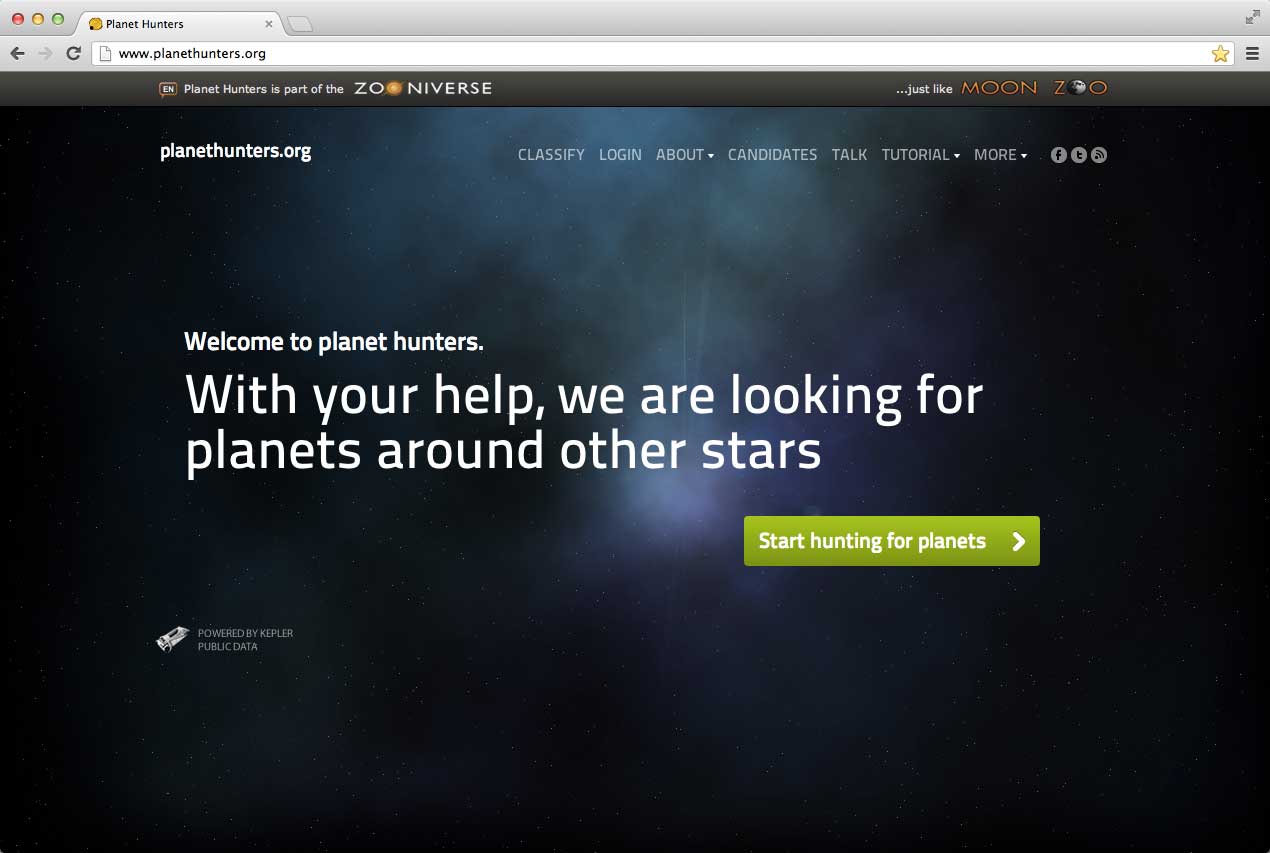 Planet Hunters
www.planethunters.org
EN Planet Hunters is part of the ZOONIVERSE
...just like MOON ZOO
planethunters.org
CLASSIFY LOGIN ABOUT CANDIDATES TALK TUTORIAL MORE
Welcome to planet hunters.
With your help, we are looking for
planets around other stars
Start hunting for planets
POWERED BY KEPLER
PUBLIC DATA